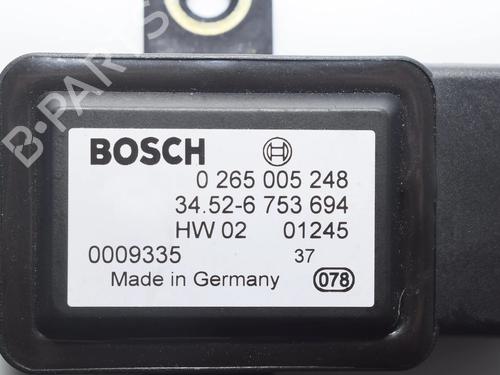 B-PARTS
BOSCH
0 265 005 248
34.52-6 753 694
HW 02 01245
0009335 37
Made in Germany 078